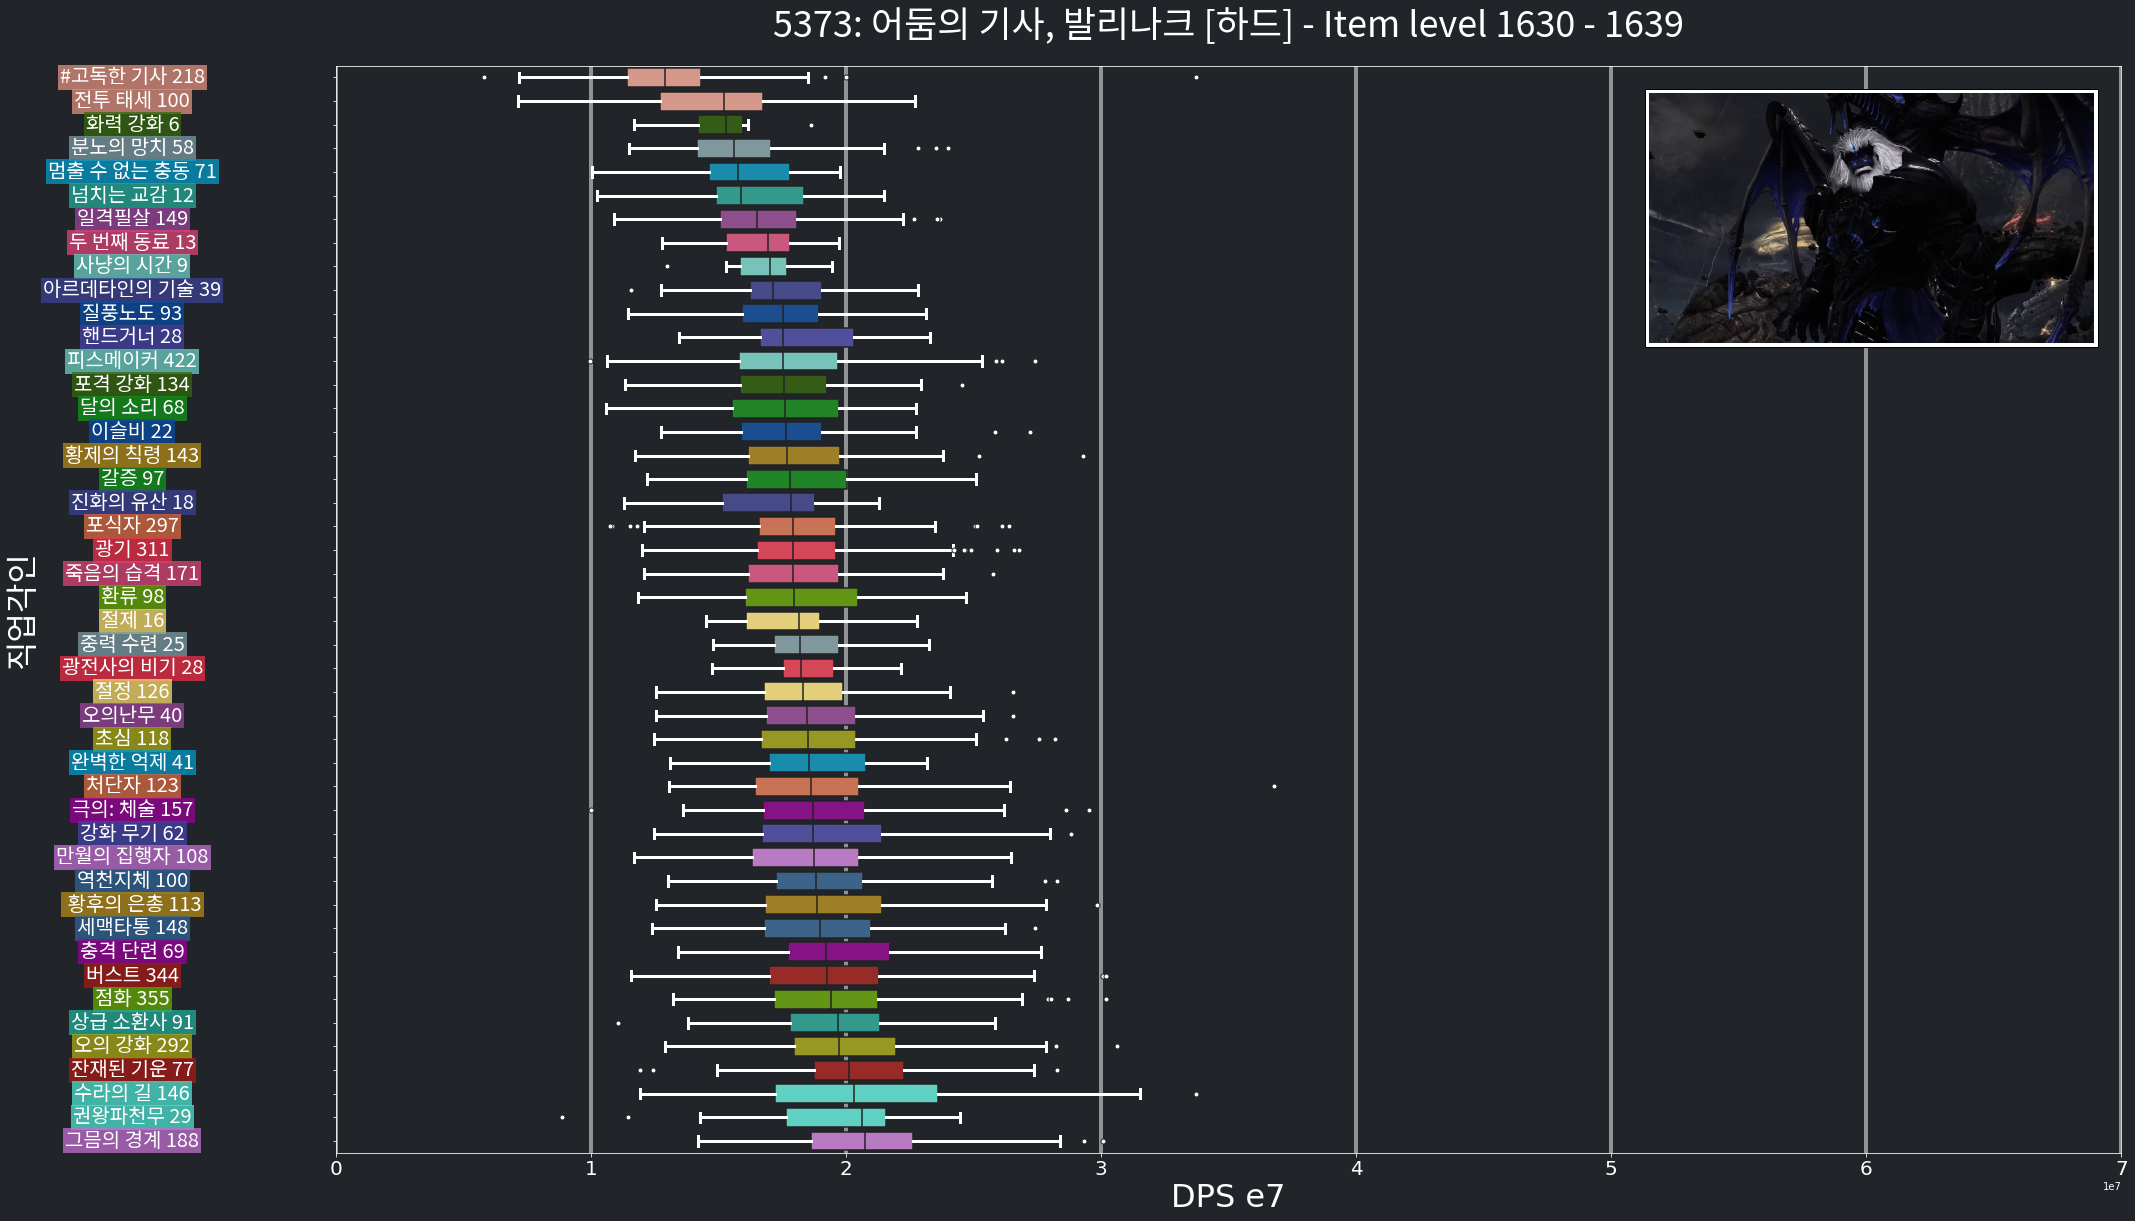 5373: 어둠의 기사, 발리나크 [하드] - Item level 1630 - 1639
직업각인
#고독한 기사 218
전투 태세 100
화력 강화 6
분노의 망치 58
멈출 수 없는 충동 71
넘치는 교감 12
일격필살 149
두 번째 동료 13
사냥의 시간 9
아르데타인의 기술 39
질풍노도 93
핸드거너 28
피스메이커 422
포격 강화 134
달의 소리 68
이슬비 22
황제의 칙령 143
갈증 97
진화의 유산 18
포식자 297
광기 311
죽음의 습격 171
환류 98
절제 16
중력 수련 25
광전사의 비기 28
절정 126
오의난무 40
초심 118
완벽한 억제 41
처단자 123
극의: 체술 157
강화 무기 62
만월의 집행자 108
역천지체 100
황후의 은총 113
세맥타통 148
충격 단련 69
버스트 344
점화 355
상급 소환사 91
오의 강화 292
잔재된 기운 77
수라의 길 146
권왕파천무 29
그믐의 경계 188
0 1 2 3 4 5 6 7
1e7
DPS e7